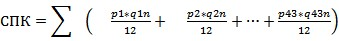 СПК = ∑ ( p1*q1n/12 + p2*q2n/12 + ⋯ + p43*q43n/12 )